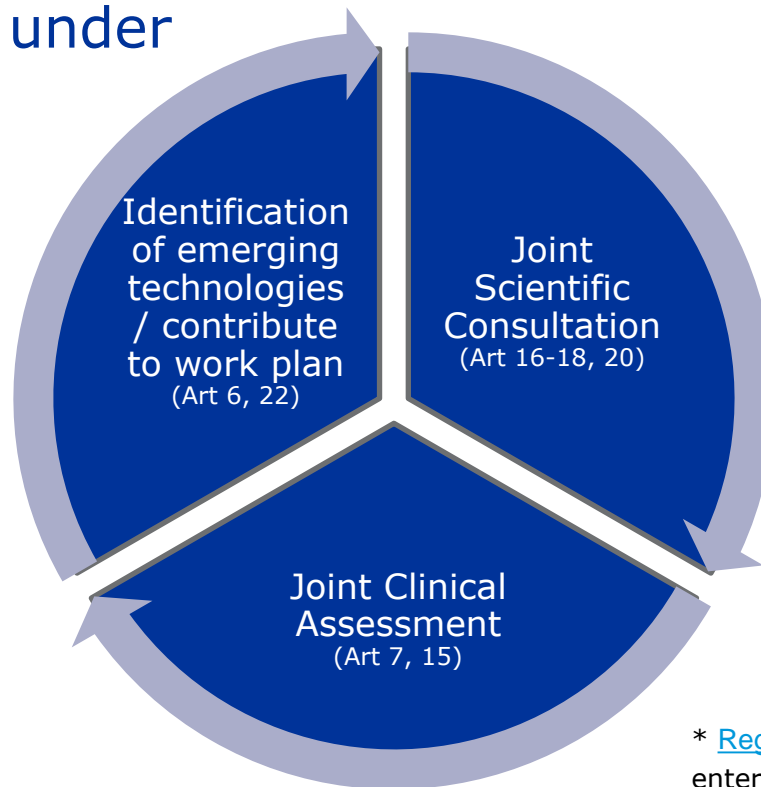 under
Identification
of emerging
technologies
/ contribute
to work plan
(Art 6, 22)
Joint
Scientific
Consultation
(Art 16-18, 20)
Joint Clinical
Assessment
(Art 7, 15)
*